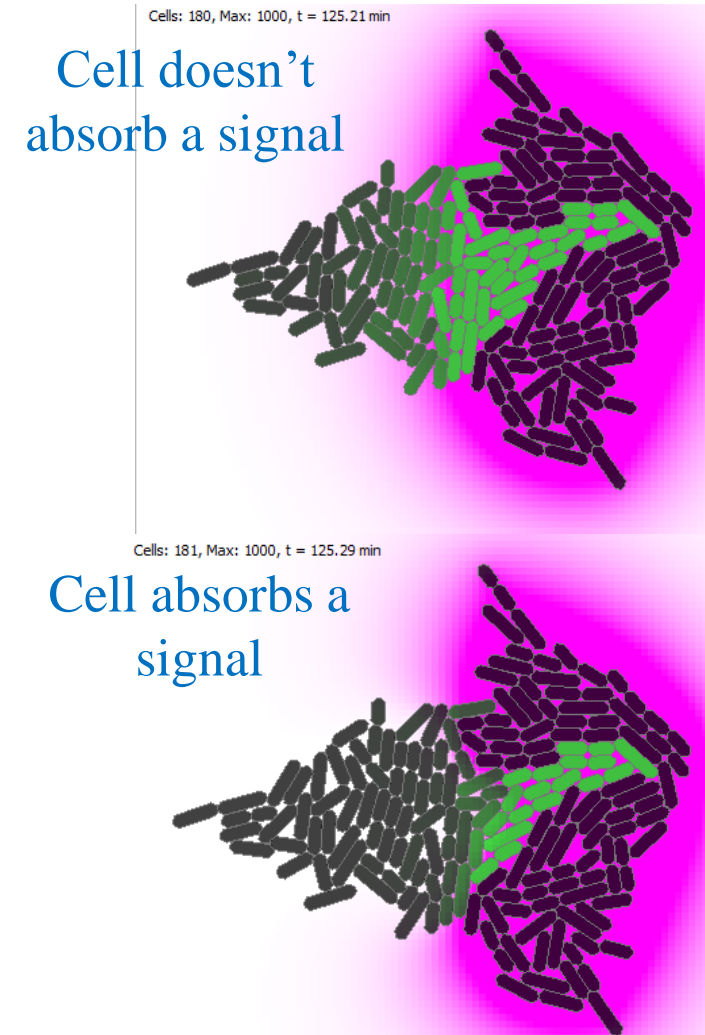 Cells: 180, Max: 1000, t = 125.21 min
Cell doesn’t
absorb a signal
Cells: 181, Max: 1000, t = 125.29 min
Cell absorbs a
signal